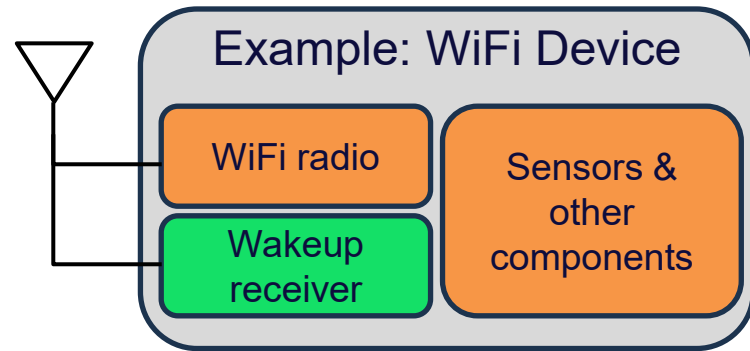 Example: WiFi Device
WiFi radio
Wakeup
receiver
Sensors &
other
components